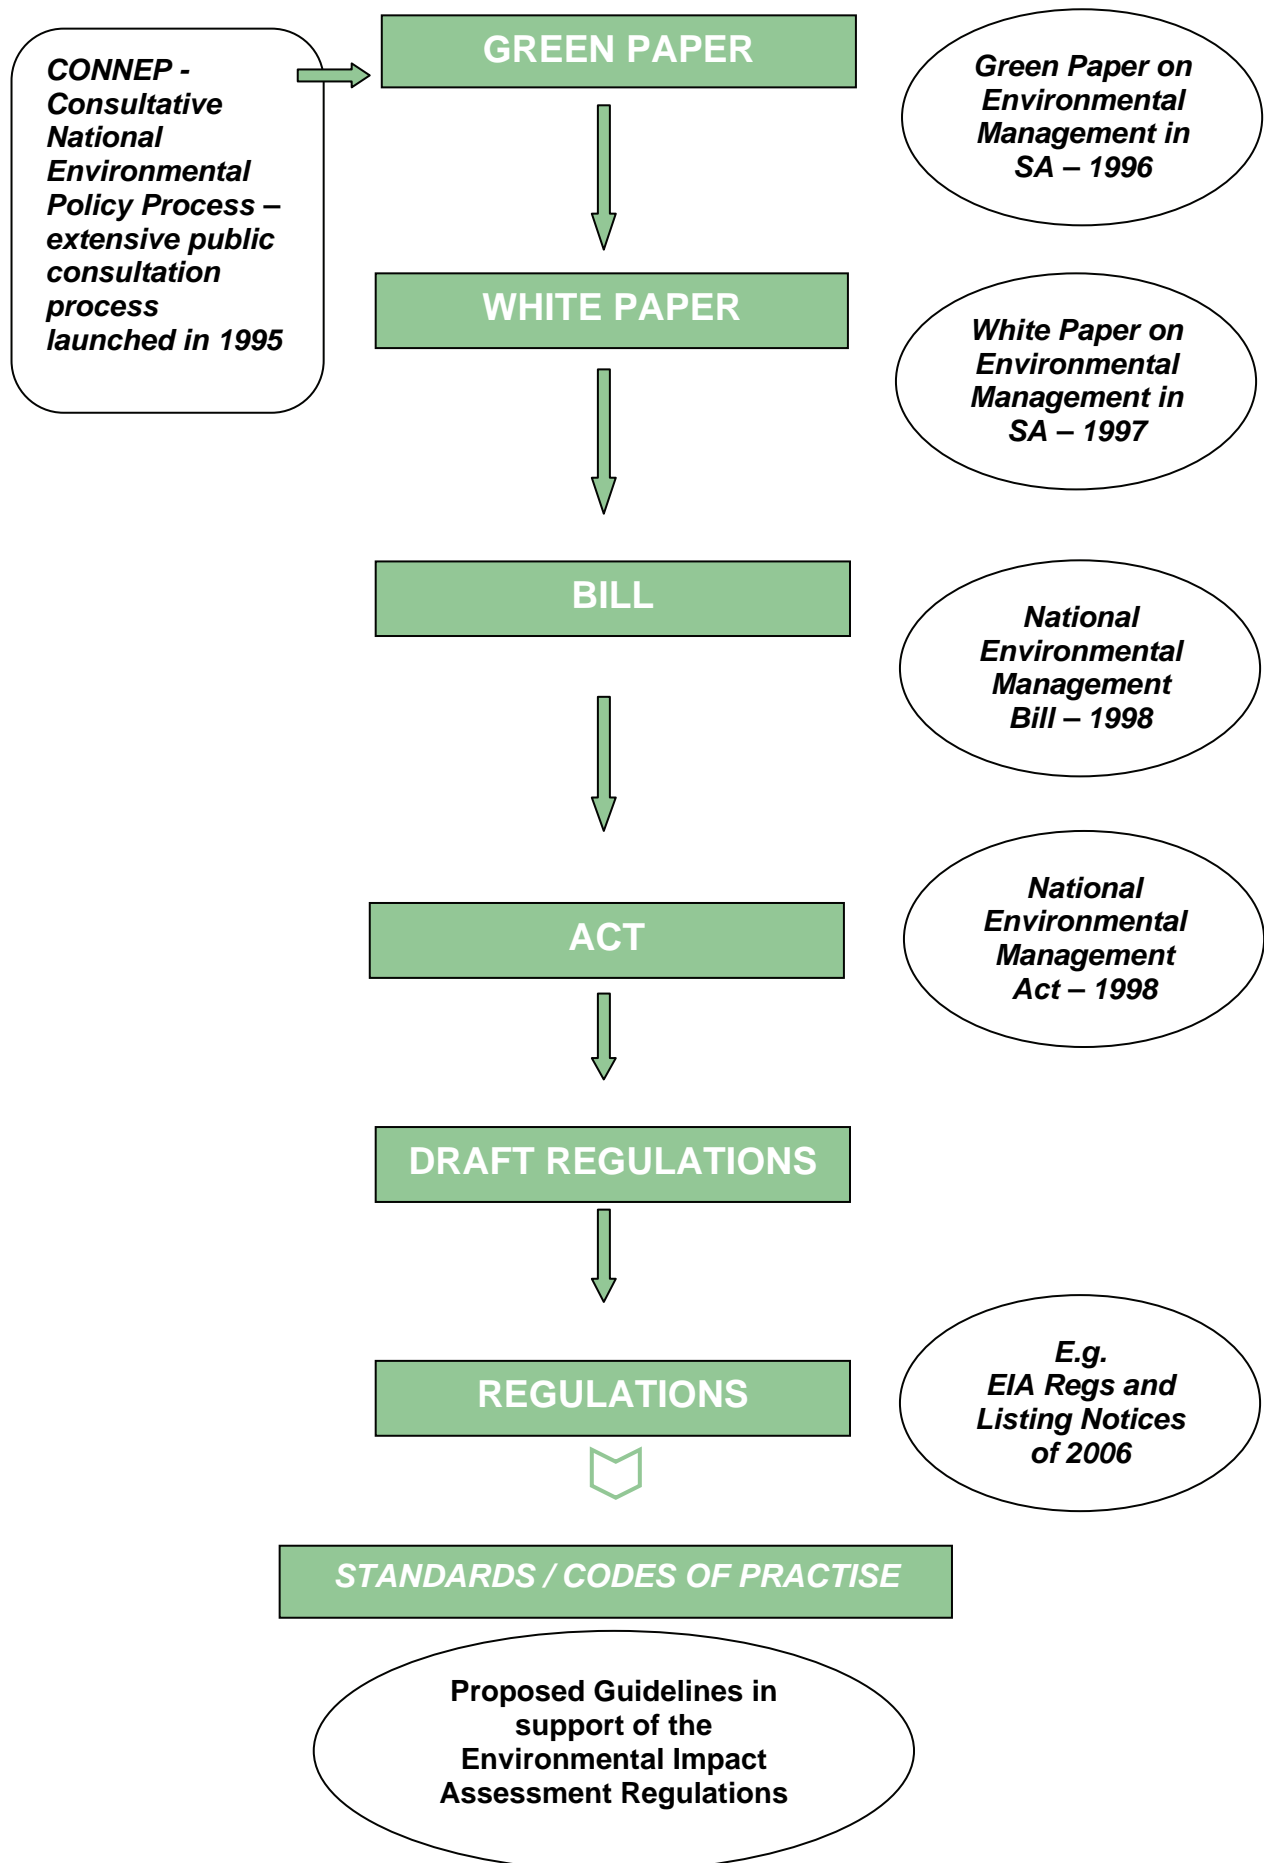 CONNEP -
Consultative
National
Environmental
Policy Process –
extensive public
consultation
process
launched in 1995
GREEN PAPER
Green Paper on
Environmental
Management in
SA – 1996
WHITE PAPER
White Paper on
Environmental
Management in
SA – 1997
BILL
National
Environmental
Management
Bill – 1998
ACT
National
Environmental
Management
Act – 1998
DRAFT REGULATIONS
REGULATIONS
E.g.
EIA Regs and
Listing Notices
of 2006
STANDARDS / CODES OF PRACTISE
Proposed Guidelines in
support of the
Environmental Impact
Assessment Regulations